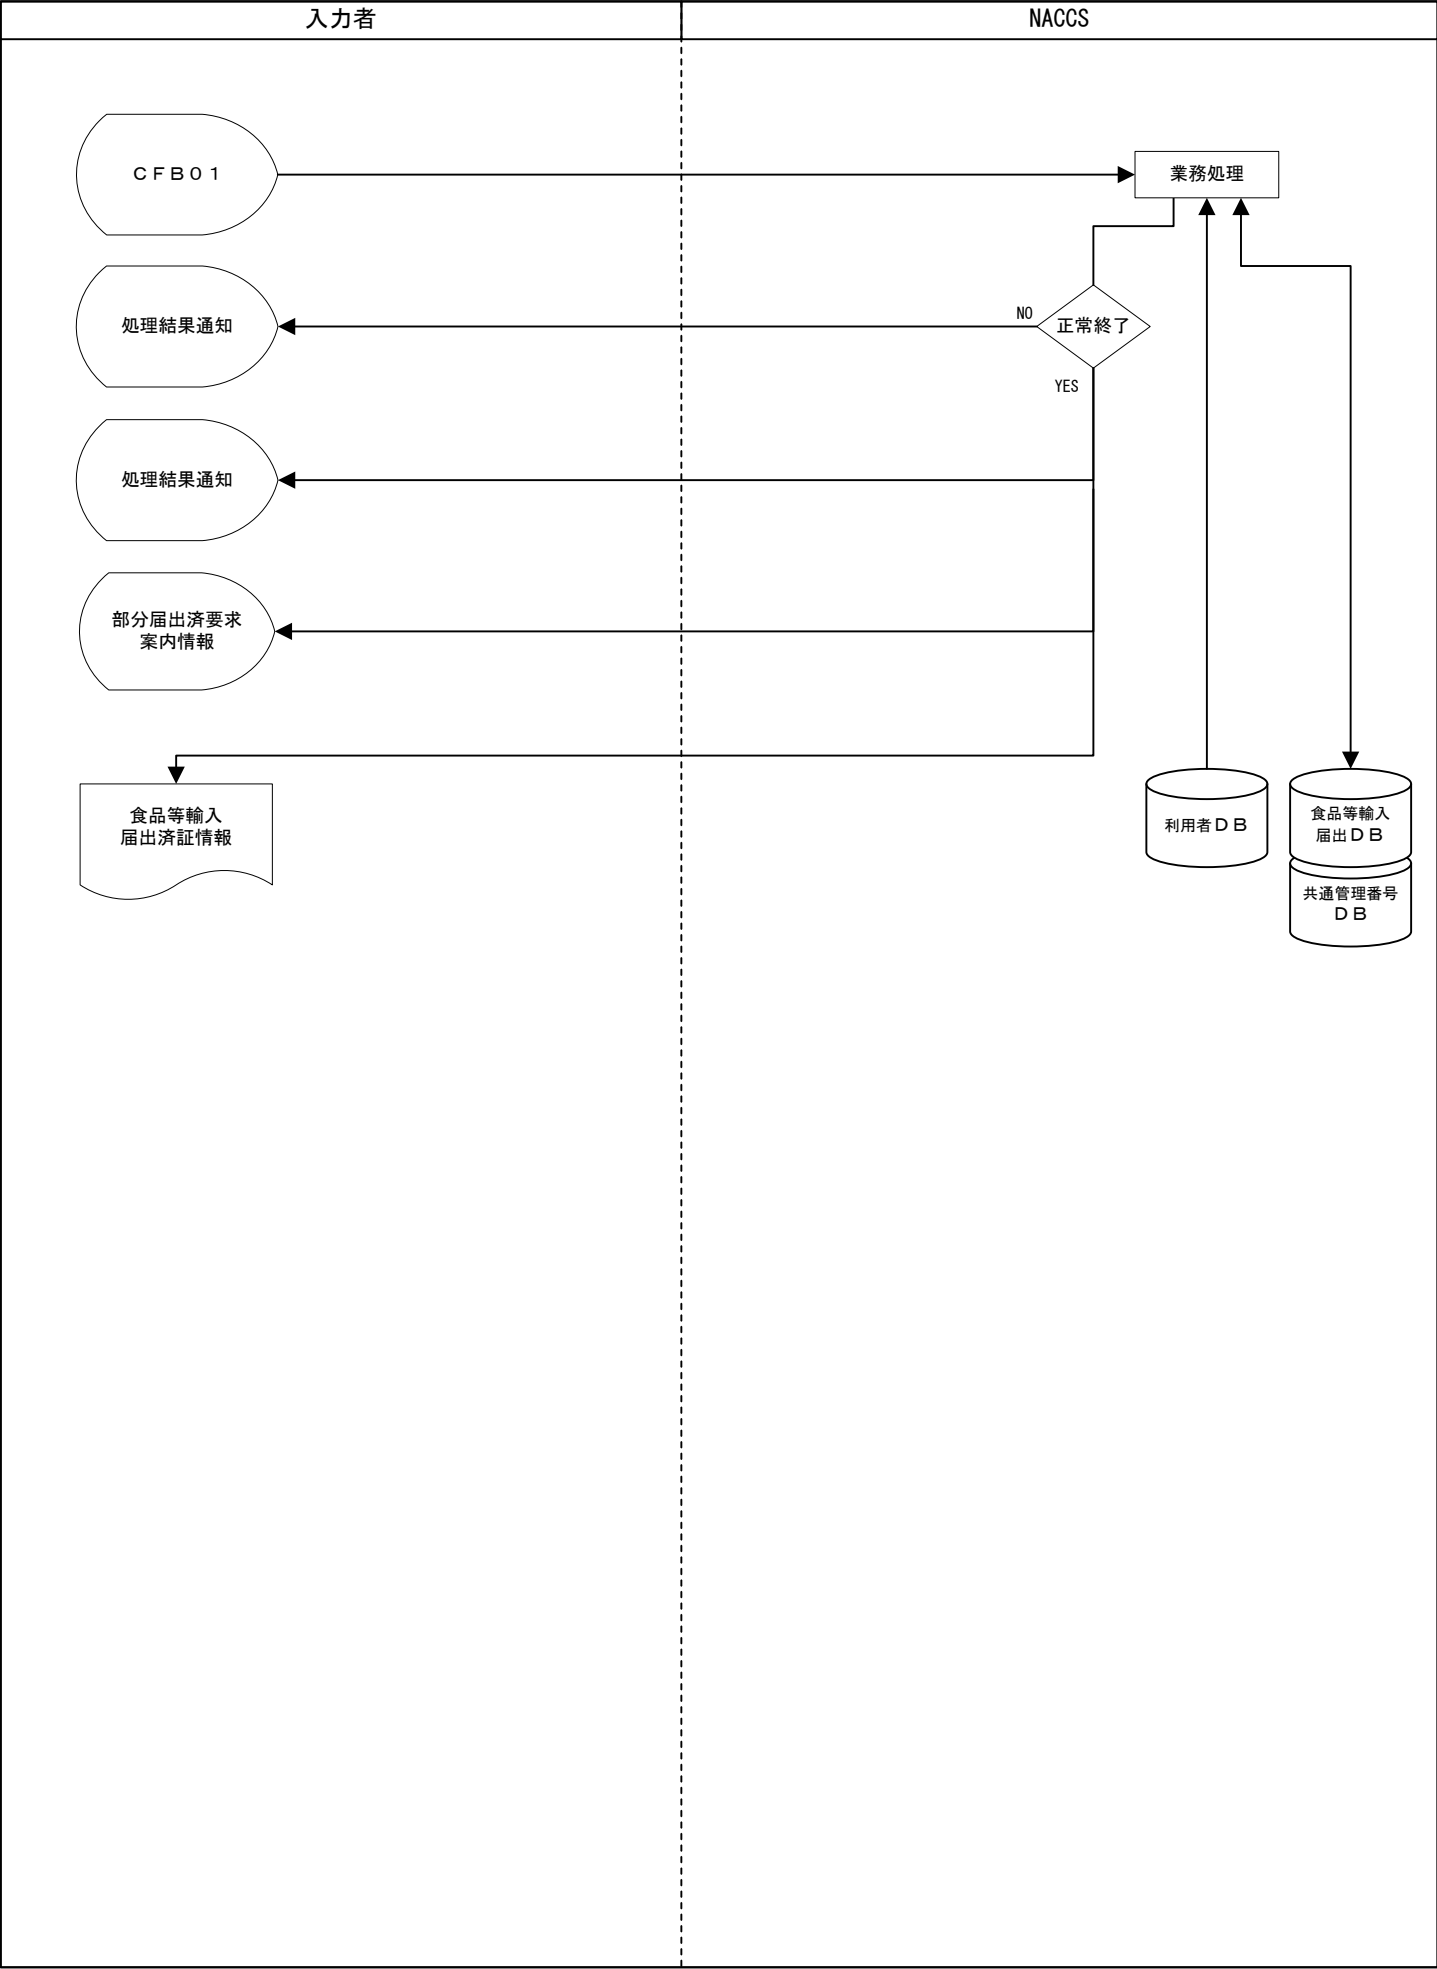 入力者
NACCS
ＣＦＢ０１
業務処理
処理結果通知
NO
正常終了
YES
処理結果通知
部分届出済要求
案内情報
食品等輸入
届出済証情報
利用者ＤＢ
食品等輸入
届出ＤＢ
共通管理番号
ＤＢ